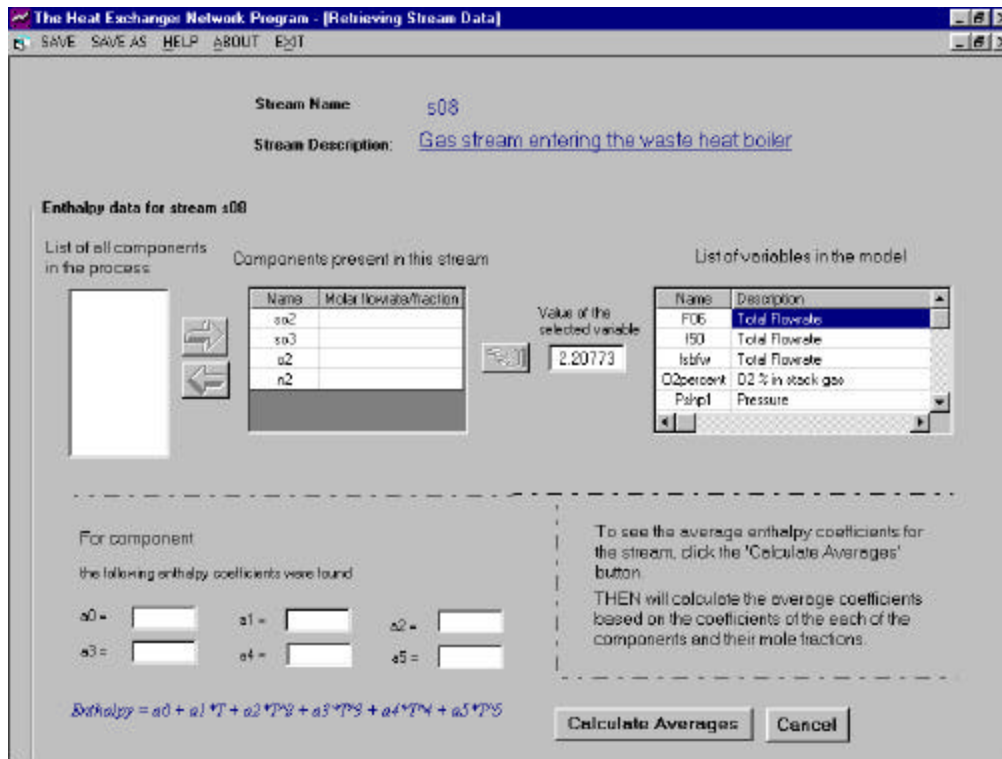 The Heat Exchanger Network Program - [Retrieving Stream Data]
SAVE SAVE AS HELP ABOUT EXIT
Stream Name s08
Stream Description: Gas stream entering the waste heat boiler
Enthalpy data for stream s08
List of all components
in the process
Components present in this stream
List of variables in the model
Name Molar flowrate/fraction
so2
so3
o2
n2
Value of the
selected variable
2.20773
Name Description
F06 Total Flowrate
f50 Total Flowrate
fsbfw Total Flowrate
O2percent O2 % in stack gas
Pshp1 Pressure
For component
the following enthalpy coefficients were found
a0 = a1 = a2 =
a3 = a4 = a5 =
Enthalpy = a0 + a1*T + a2*T^2 + a3*T^3 + a4*T^4 + a5*T^5
To see the average enthalpy coefficients for
the stream, click the 'Calculate Averages'
button.
THEN will calculate the average coefficients
based on the coefficients of the each of the
components and their mole fractions.
Calculate Averages Cancel